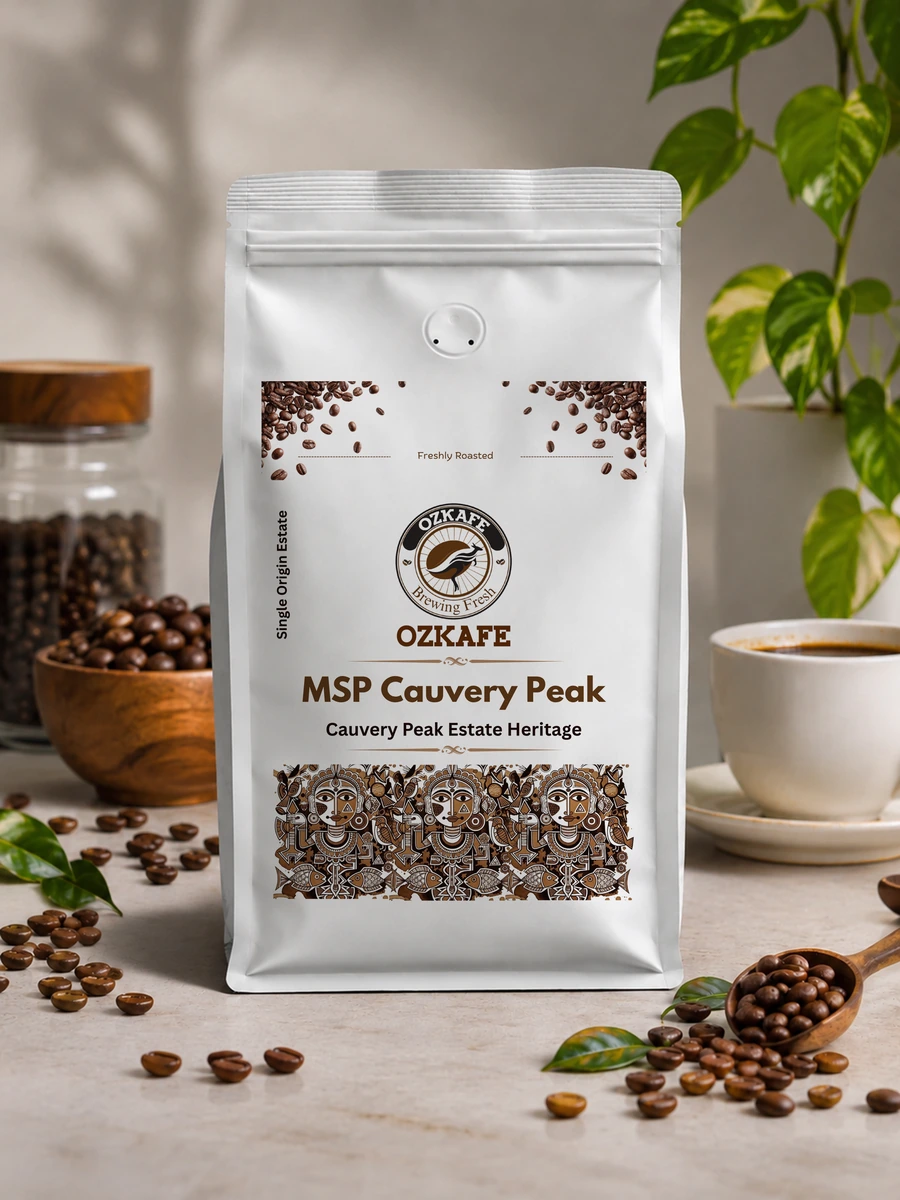 Freshly Roasted
Single Origin Estate
OZKAFE
Brewing Fresh
OZKAFE
MSP Cauvery Peak
Cauvery Peak Estate Heritage